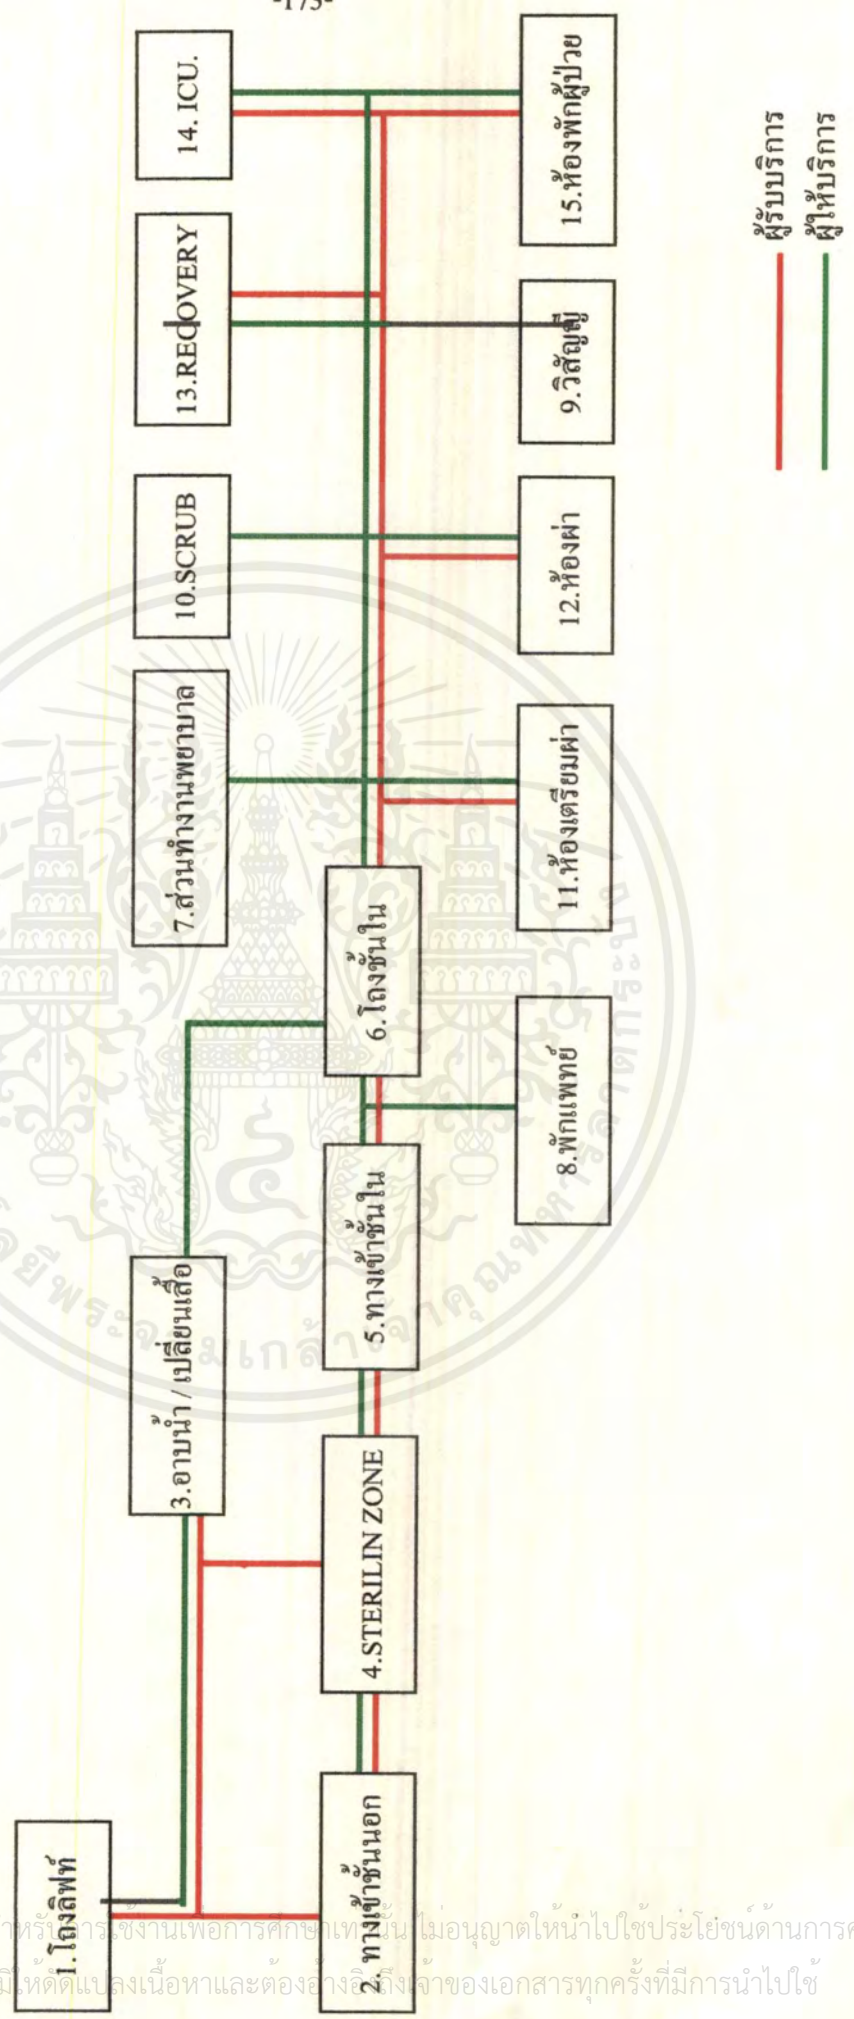 -173-
1.โถงลิฟท์
2. ทางเข้าชั้นนอก
3.อาบน้ำ / เปลี่ยนเสื้อ
4.STERILIN ZONE
5.ทางเข้าชั้นใน
6.โถงชั้นใน
7.ส่วนทำงานพยาบาล
8.พักแพทย์
9.วิสัญญี
10.SCRUB
11.ห้องเตรียมผ่า
12.ห้องผ่า
13.RECOVERY
14. ICU.
15.ห้องพักผู้ป่วย
ผู้รับบริการ
ผู้ให้บริการ
การใช้งานเพื่อการศึกษาเท่านั้น ไม่อนุญาตให้นำไปใช้ประโยชน์ด้านการค
มิให้ดัดแปลงเนื้อหาและต้องอ้างอิงถึงเจ้าของเอกสารทุกครั้งที่มีการนำไปใช้